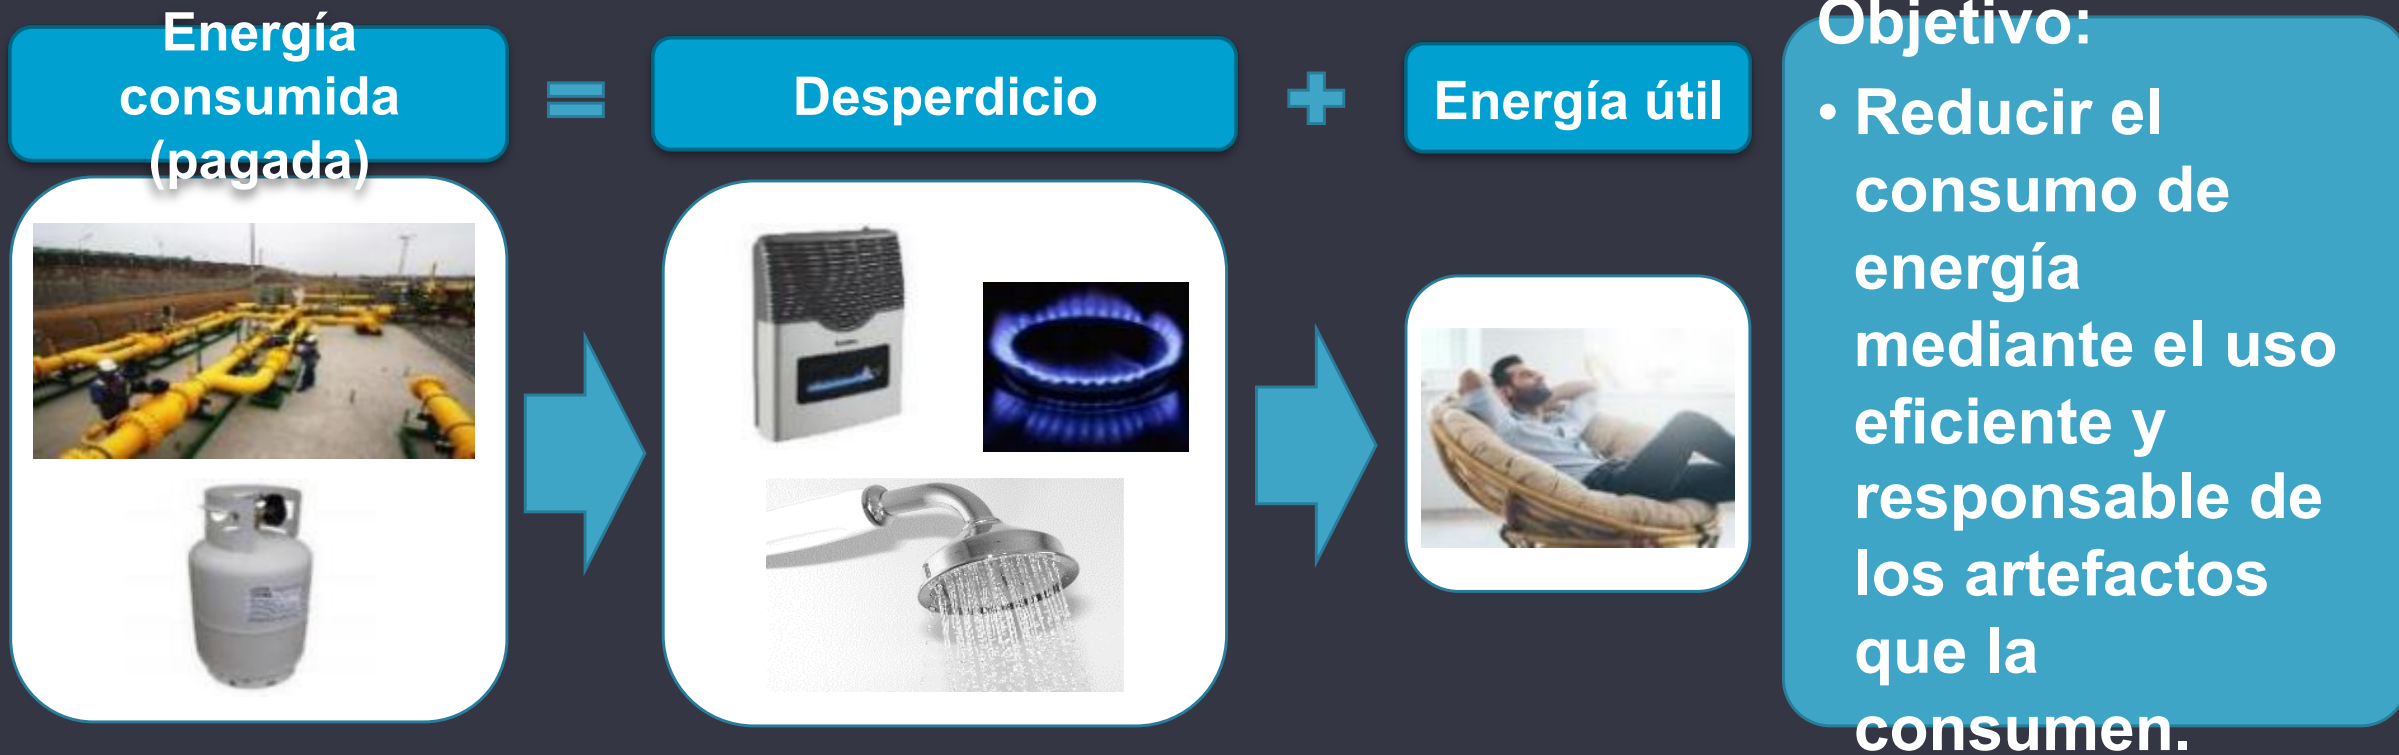 Energía
consumida
(pagada)
Desperdicio
Energía útil
Objetivo:
• Reducir el
consumo de
energía
mediante el uso
eficiente y
responsable de
los artefactos
que la
consumen.